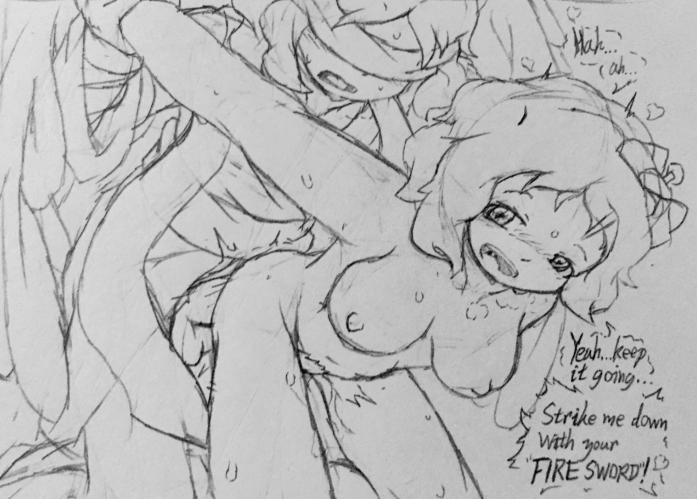 Hah...
ah...
Yeah...keep
it going...
Strike me down
With your
"FIRE SWORD"!